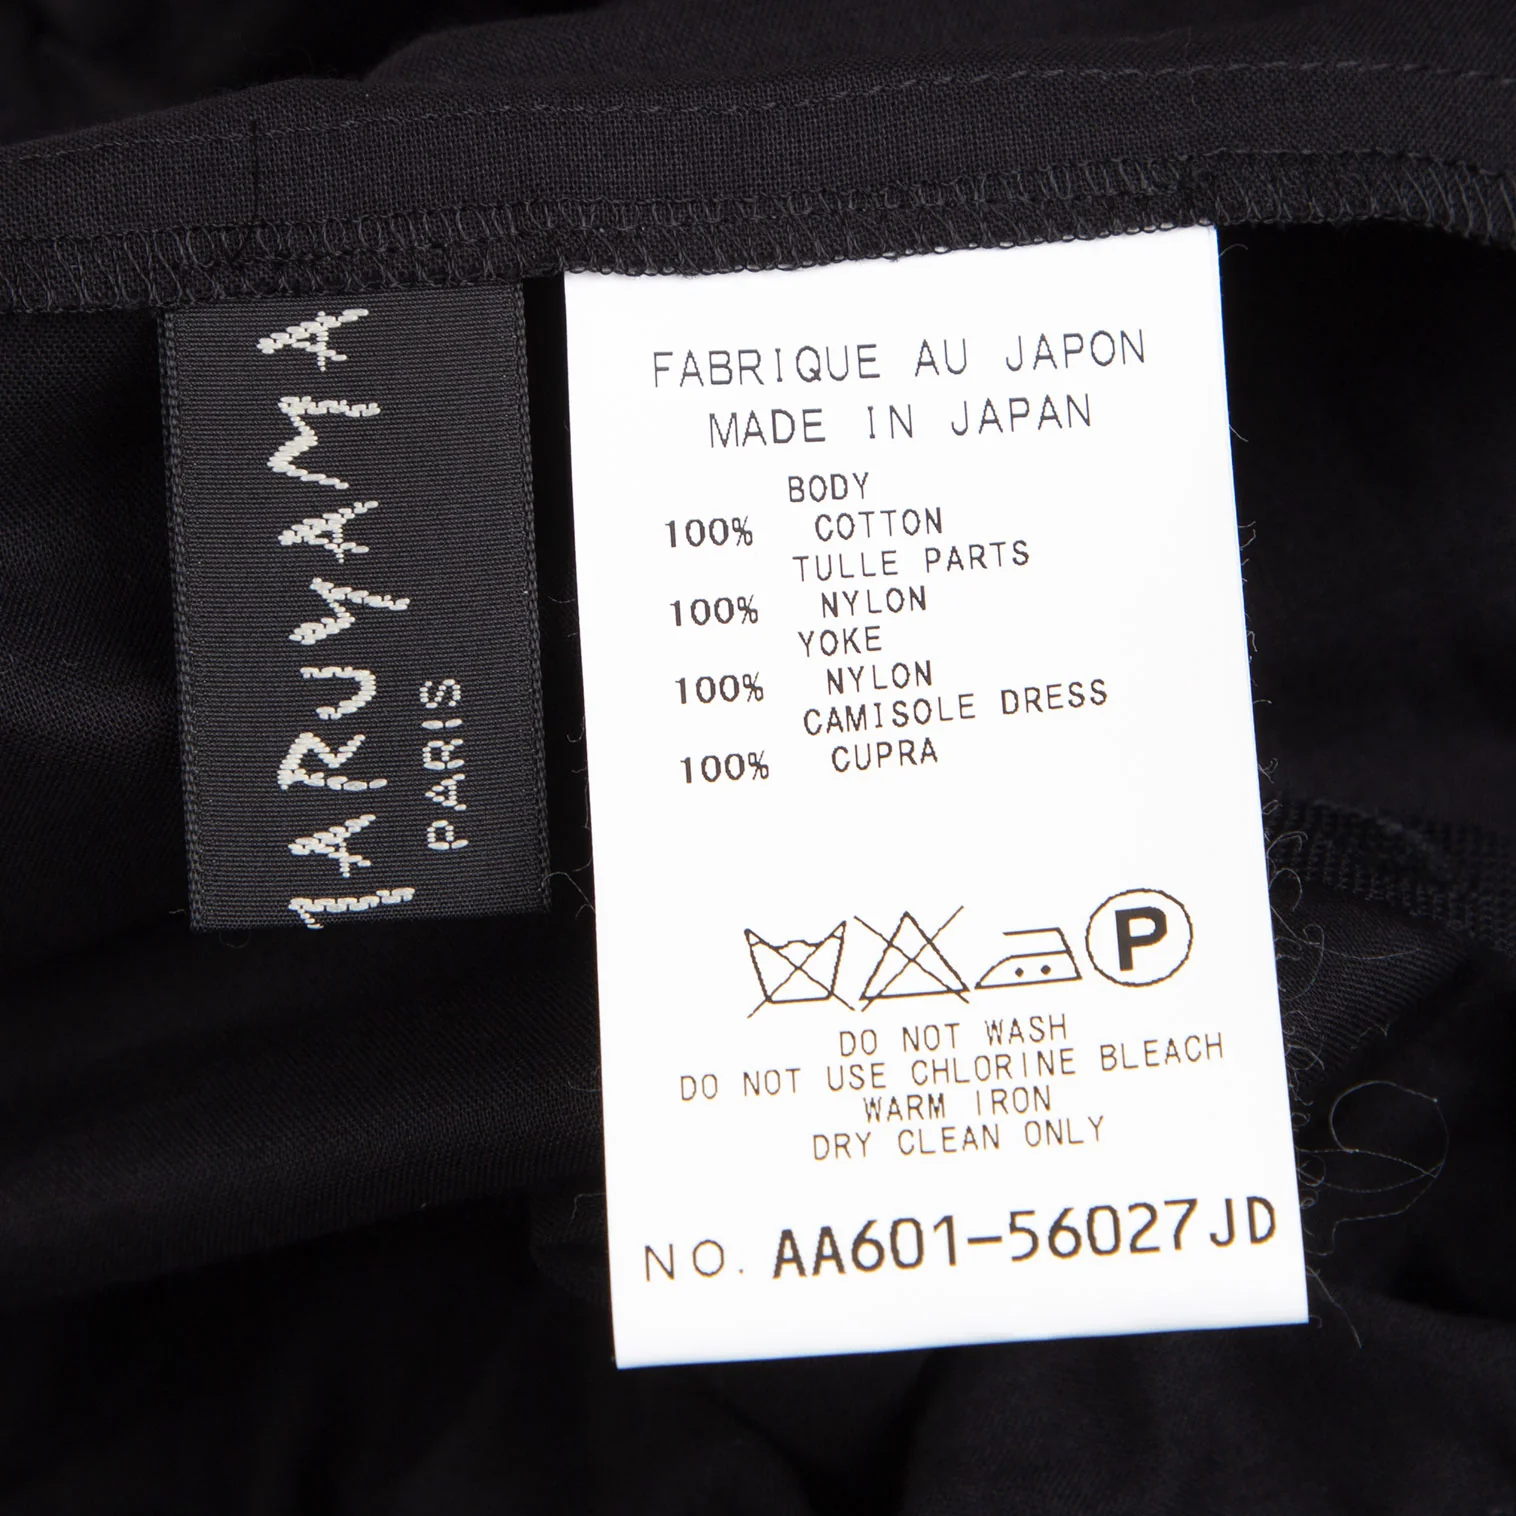 MARUYAMA
PARIS
FABRIQUE AU JAPON
MADE IN JAPAN
BODY
100% COTTON
TULLE PARTS
100% NYLON
YOKE
100% NYLON
CAMISOLE DRESS
100% CUPRA
P
DO NOT WASH
DO NOT USE CHLORINE BLEACH
WARM IRON
DRY CLEAN ONLY
NO. AA601-56027JD